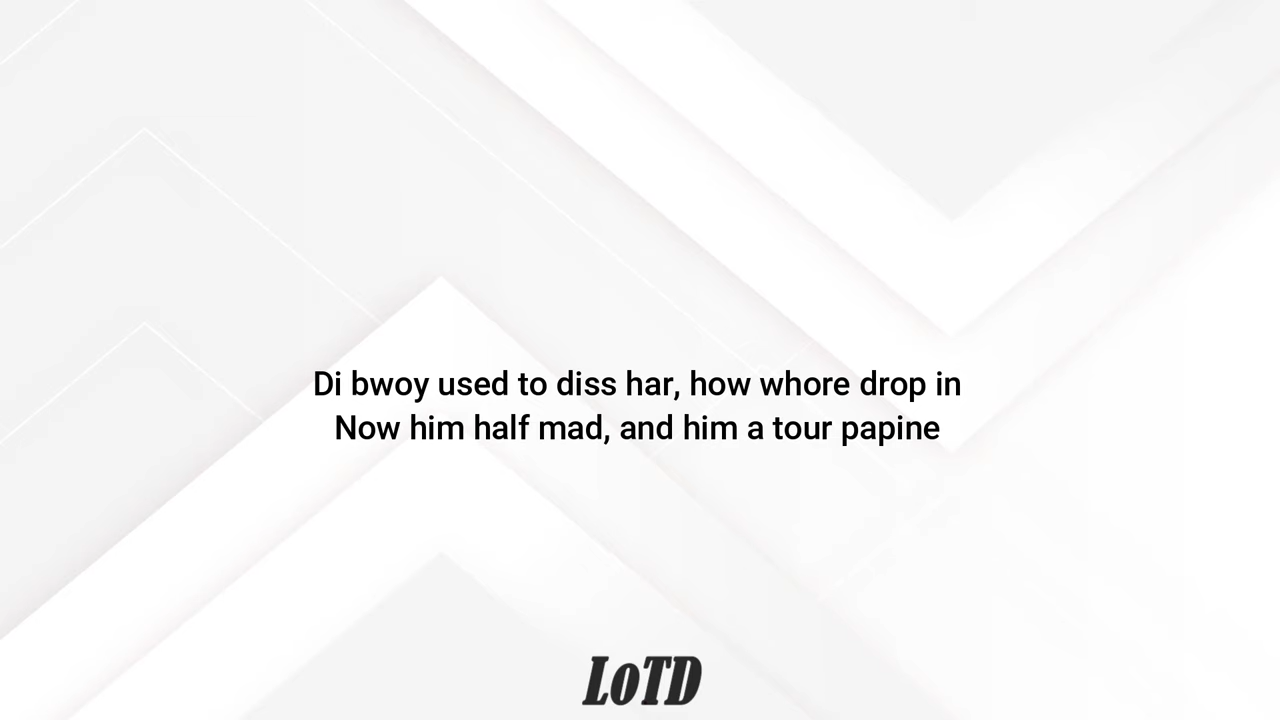 Di bwoy used to diss har, how whore drop in
Now him half mad, and him a tour papine
LoTD